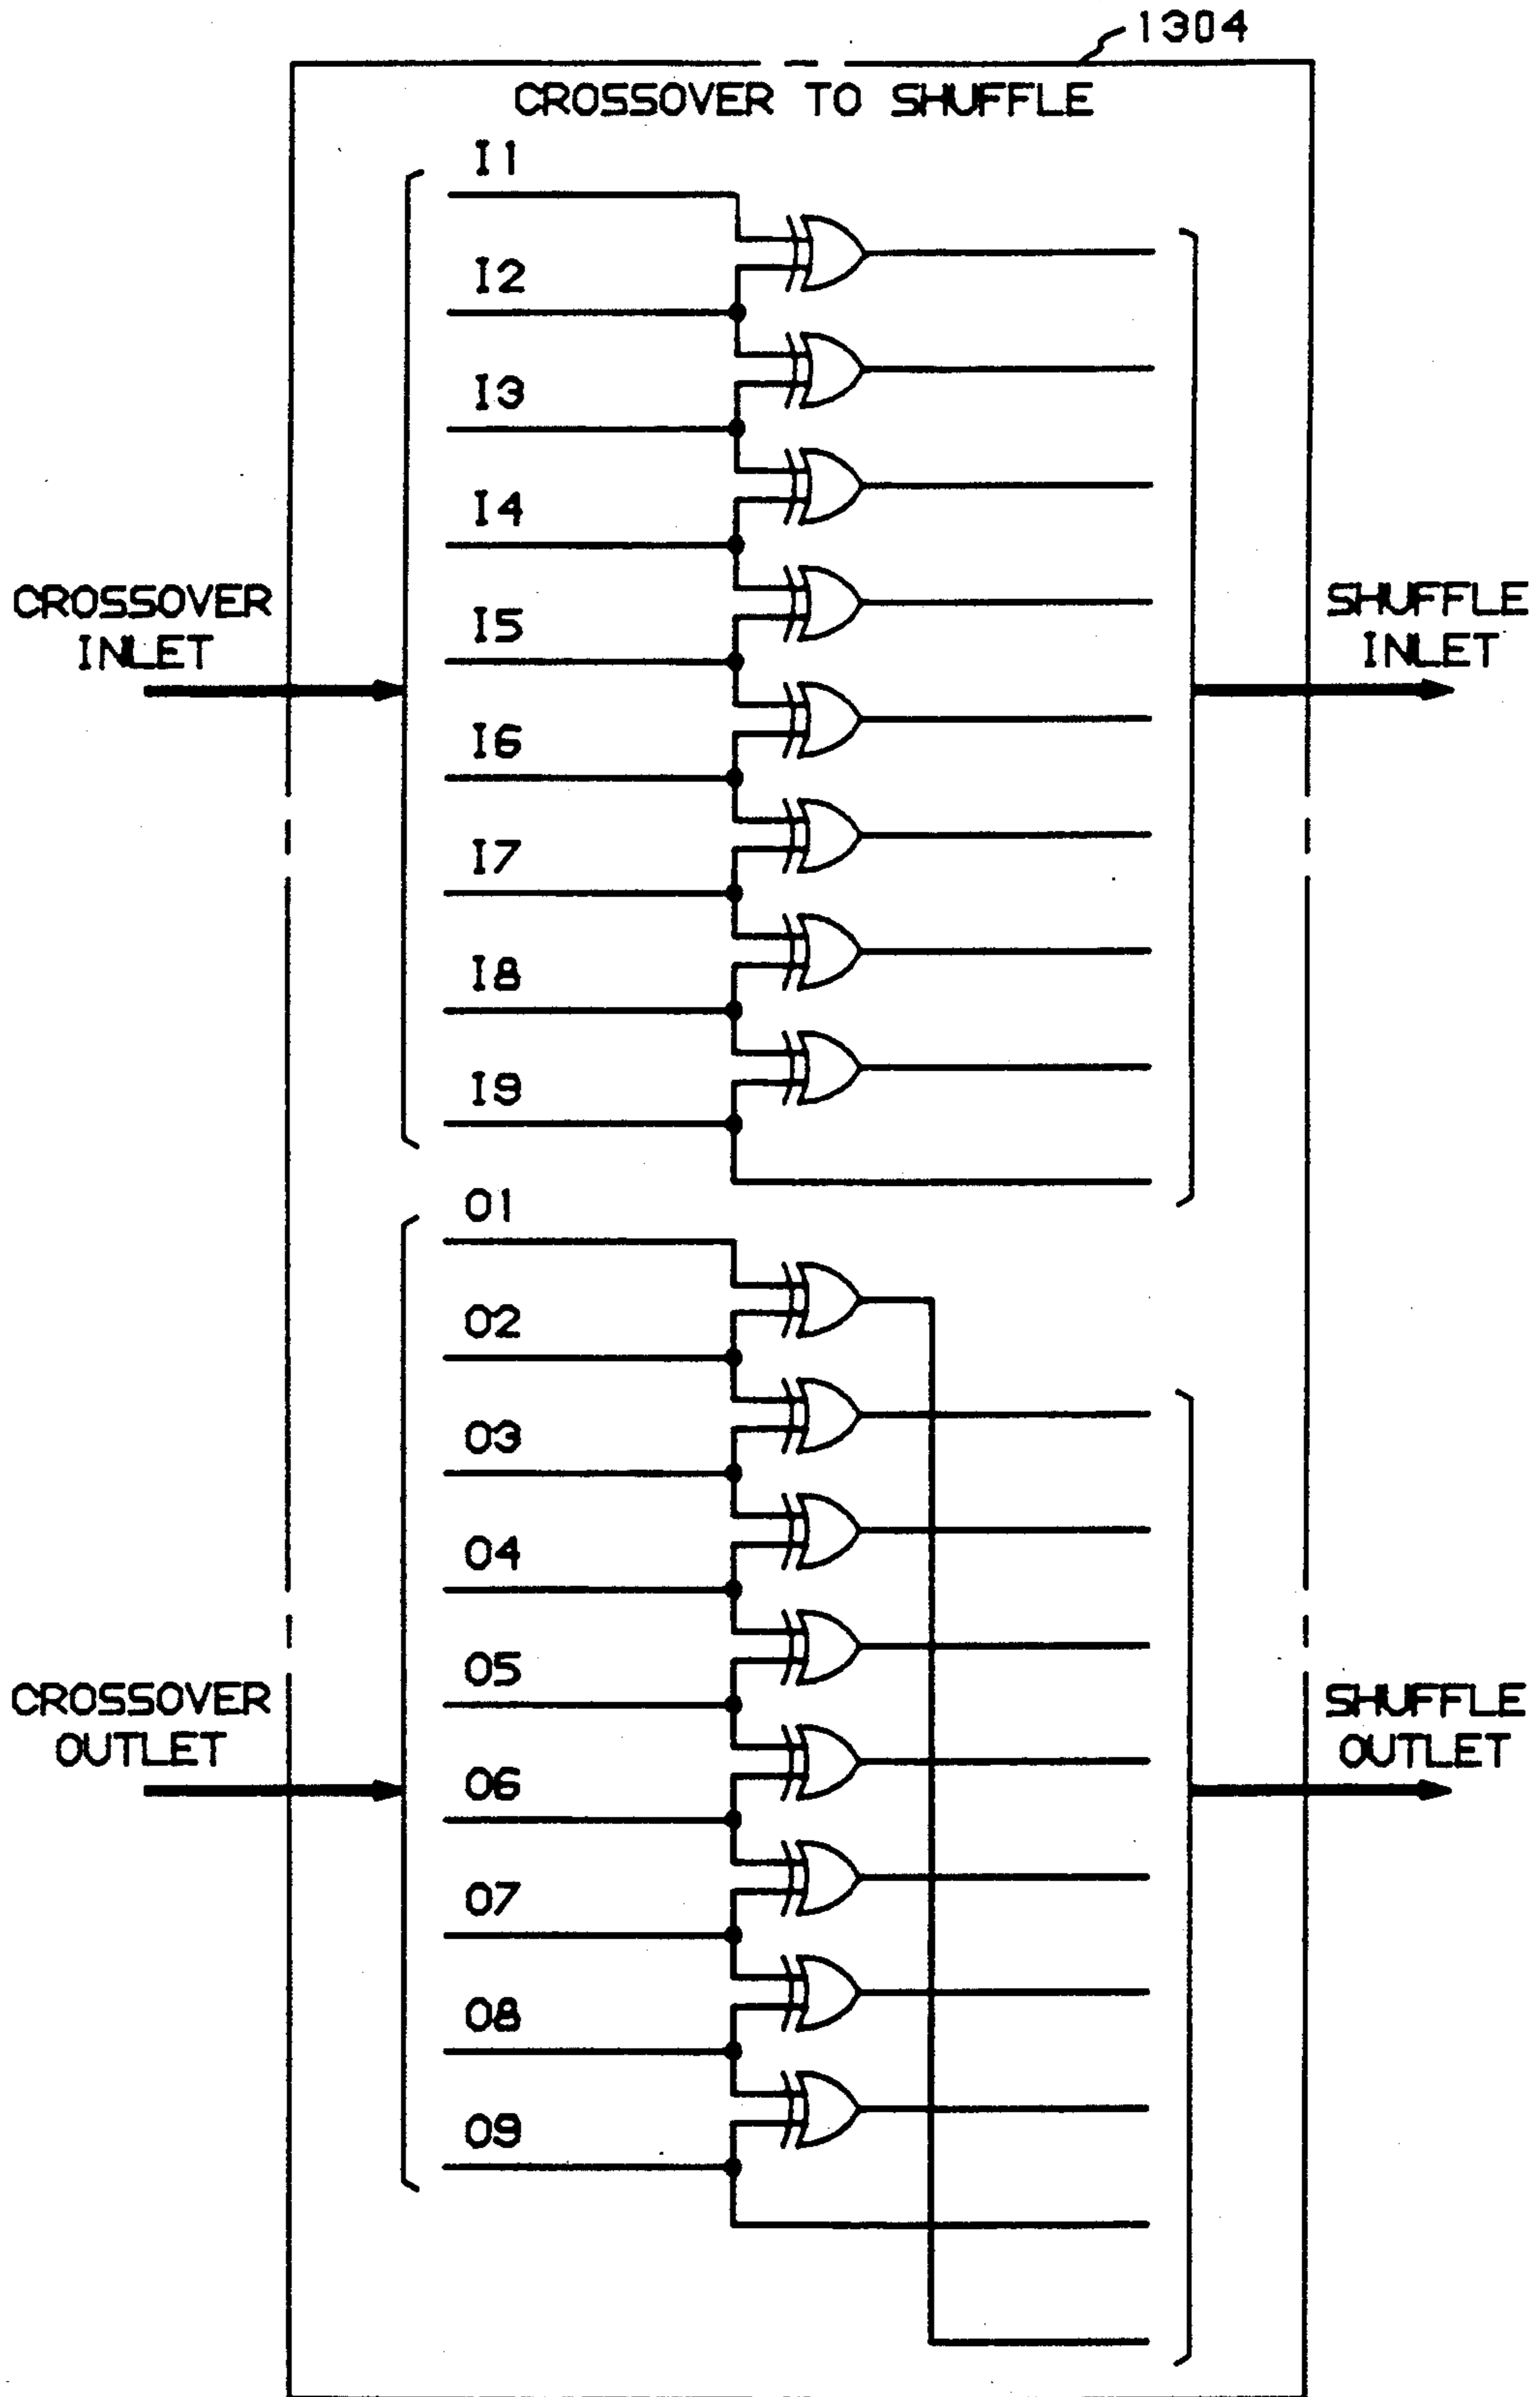 1304
CROSSOVER TO SHUFFLE
I1
I2
I3
I4
CROSSOVER
INLET
I5
SHUFFLE
INLET
I6
I7
I8
I9
O1
O2
O3
O4
CROSSOVER
OUTLET
O5
SHUFFLE
OUTLET
O6
O7
O8
O9